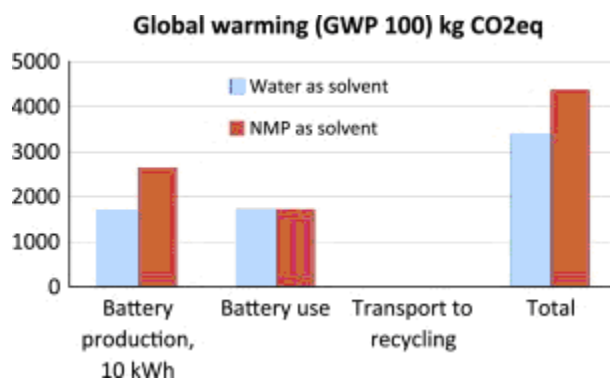 Global warming (GWP 100) kg CO2eq
5000
4000
3000
2000
1000
0
Water as solvent
NMP as solvent
Battery production, 10 kWh
Battery use
Transport to recycling
Total